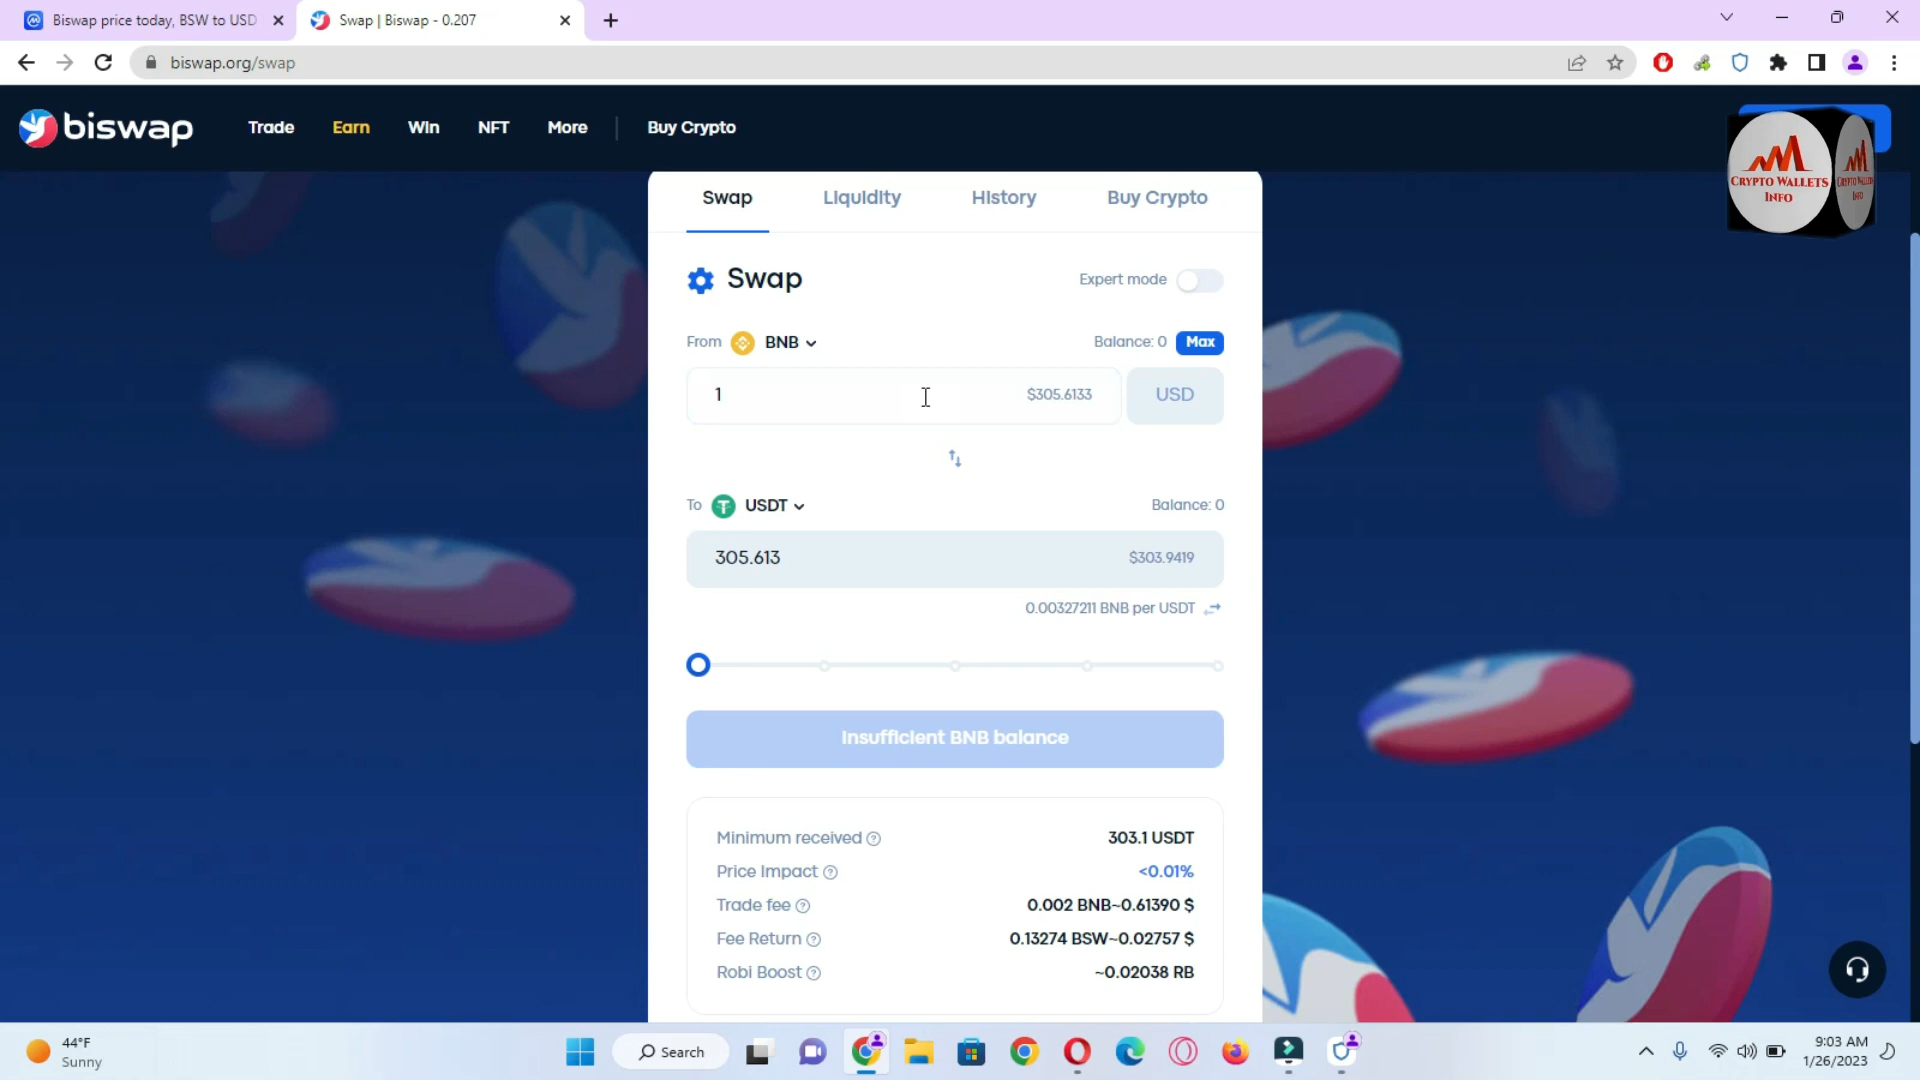 Biswap price today, BSW to USD
Swap | Biswap - 0.207
biswap.org/swap
biswap
Trade
Earn
Win
NFT
More
Buy Crypto
CRYPTO WALLETS
INFO
CRYPTO WALLETS
INFO
Swap
Liquidity
History
Buy Crypto
Swap
Expert mode
From BNB
Balance: 0 Max
1
$305.6133
USD
To USDT
Balance: 0
305.613
$303.9419
0.00327211 BNB per USDT
Insufficient BNB balance
Minimum received 303.1 USDT
Price Impact <0.01%
Trade fee 0.002 BNB~0.61390 $
Fee Return 0.13274 BSW~0.02757 $
Robi Boost ~0.02038 RB
44°F
Sunny
Search
9:03 AM
1/26/2023